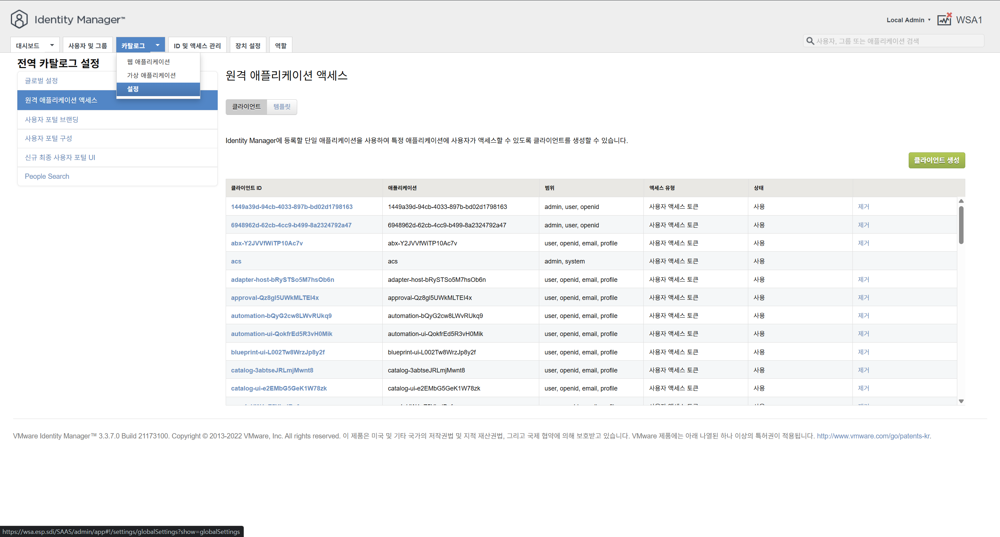 Identity Manager™
Local Admin ▾ WSA1
대시보드 사용자 및 그룹 카탈로그 ID 및 액세스 관리 장치 설정 역할
사용자, 그룹 또는 애플리케이션 검색
웹 애플리케이션
가상 애플리케이션
설정
전역 카탈로그 설정
글로벌 설정
원격 애플리케이션 액세스
사용자 포털 브랜딩
사용자 포털 구성
신규 최종 사용자 포털 UI
People Search
원격 애플리케이션 액세스
클라이언트 템플릿
Identity Manager에 등록할 단일 애플리케이션을 사용하여 특정 애플리케이션에 사용자가 액세스할 수 있도록 클라이언트를 생성할 수 있습니다.
클라이언트 생성
클라이언트 ID 애플리케이션 범위 액세스 유형 상태
1449a39d-94cb-4033-897b-bd02d1798163 1449a39d-94cb-4033-897b-bd02d1798163 admin, user, openid 사용자 액세스 토큰 사용 제거
6948962d-62cb-4cc9-b499-8a2324792a47 6948962d-62cb-4cc9-b499-8a2324792a47 admin, user, openid 사용자 액세스 토큰 사용 제거
abx-Y2JVVfWiTP10Ac7v abx-Y2JVVfWiTP10Ac7v user, openid, email, profile 사용자 액세스 토큰 사용 제거
acs acs admin, system 사용자 액세스 토큰 사용
adapter-host-bRySTSo5M7hsOb6n adapter-host-bRySTSo5M7hsOb6n user, openid, email, profile 사용자 액세스 토큰 사용 제거
approval-Qz8gl5UWkMLTEI4x approval-Qz8gl5UWkMLTEI4x user, openid, email, profile 사용자 액세스 토큰 사용 제거
automation-bQyG2cw8LWvRUkq9 automation-bQyG2cw8LWvRUkq9 user, openid, email, profile 사용자 액세스 토큰 사용 제거
automation-ui-QokfrEd5R3vH0Mik automation-ui-QokfrEd5R3vH0Mik user, openid, email, profile 사용자 액세스 토큰 사용 제거
blueprint-ui-L002Tw8WrzJp8y2f blueprint-ui-L002Tw8WrzJp8y2f user, openid, email, profile 사용자 액세스 토큰 사용 제거
catalog-3abtseJRLmjMwnt8 catalog-3abtseJRLmjMwnt8 user, openid, email, profile 사용자 액세스 토큰 사용 제거
catalog-ui-e2EMbG5GeK1W78zk catalog-ui-e2EMbG5GeK1W78zk user, openid, email, profile 사용자 액세스 토큰 사용 제거
VMware Identity Manager™ 3.3.7.0 Build 21173100. Copyright © 2013-2022 VMware, Inc. All rights reserved. 이 제품은 미국 및 기타 국가의 저작권법 및 지적 재산권법, 그리고 국제 협약에 의해 보호받고 있습니다. VMware 제품에는 아래 나열된 하나 이상의 특허권이 적용됩니다. http://www.vmware.com/go/patents-kr.
https://wsa.esp.sdi/SAAS/admin/app#!/settings/globalSettings?show=globalSettings